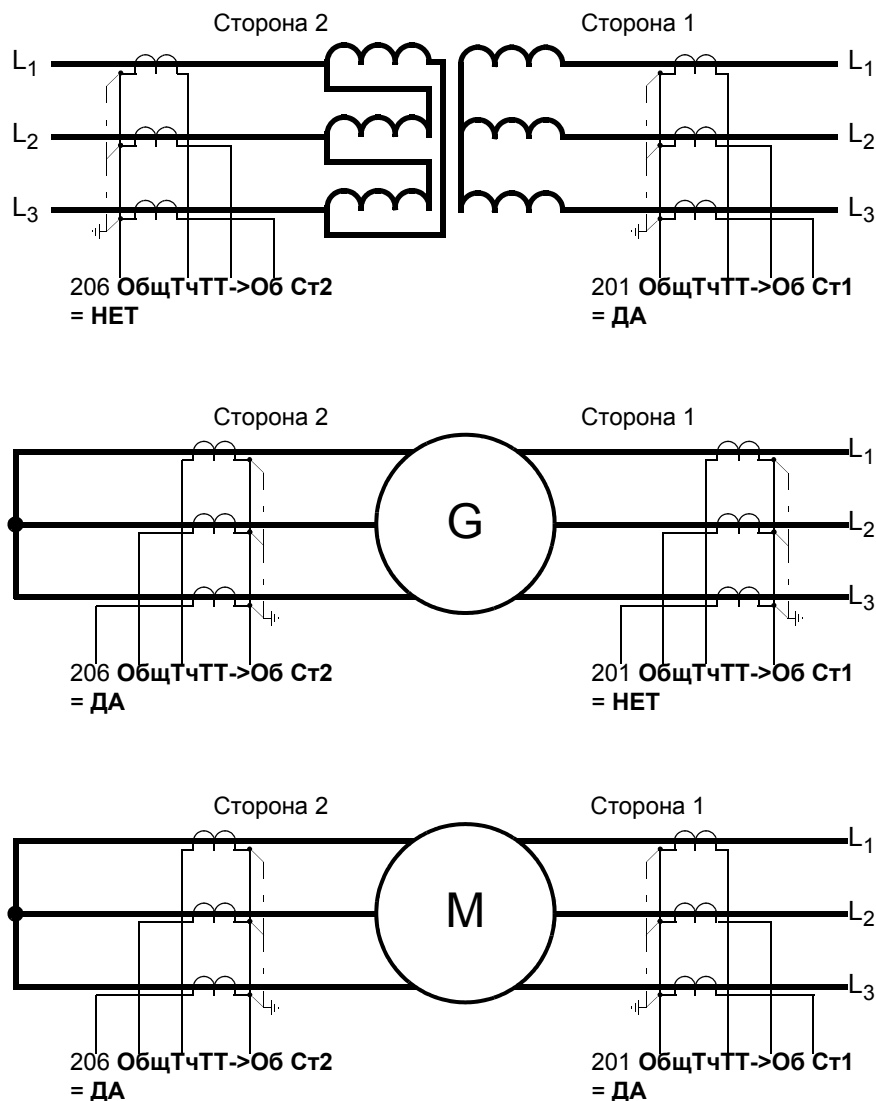 Сторона 2 Сторона 1
L1 L1
L2 L2
L3 L3
206 ОбщТчТТ->Об Ст2 201 ОбщТчТТ->Об Ст1
= НЕТ = ДА
Сторона 2 Сторона 1
L1
G L2
L3
206 ОбщТчТТ->Об Ст2 201 ОбщТчТТ->Об Ст1
= ДА = НЕТ
Сторона 2 Сторона 1
L1
M L2
L3
206 ОбщТчТТ->Об Ст2 201 ОбщТчТТ->Об Ст1
= ДА = ДА